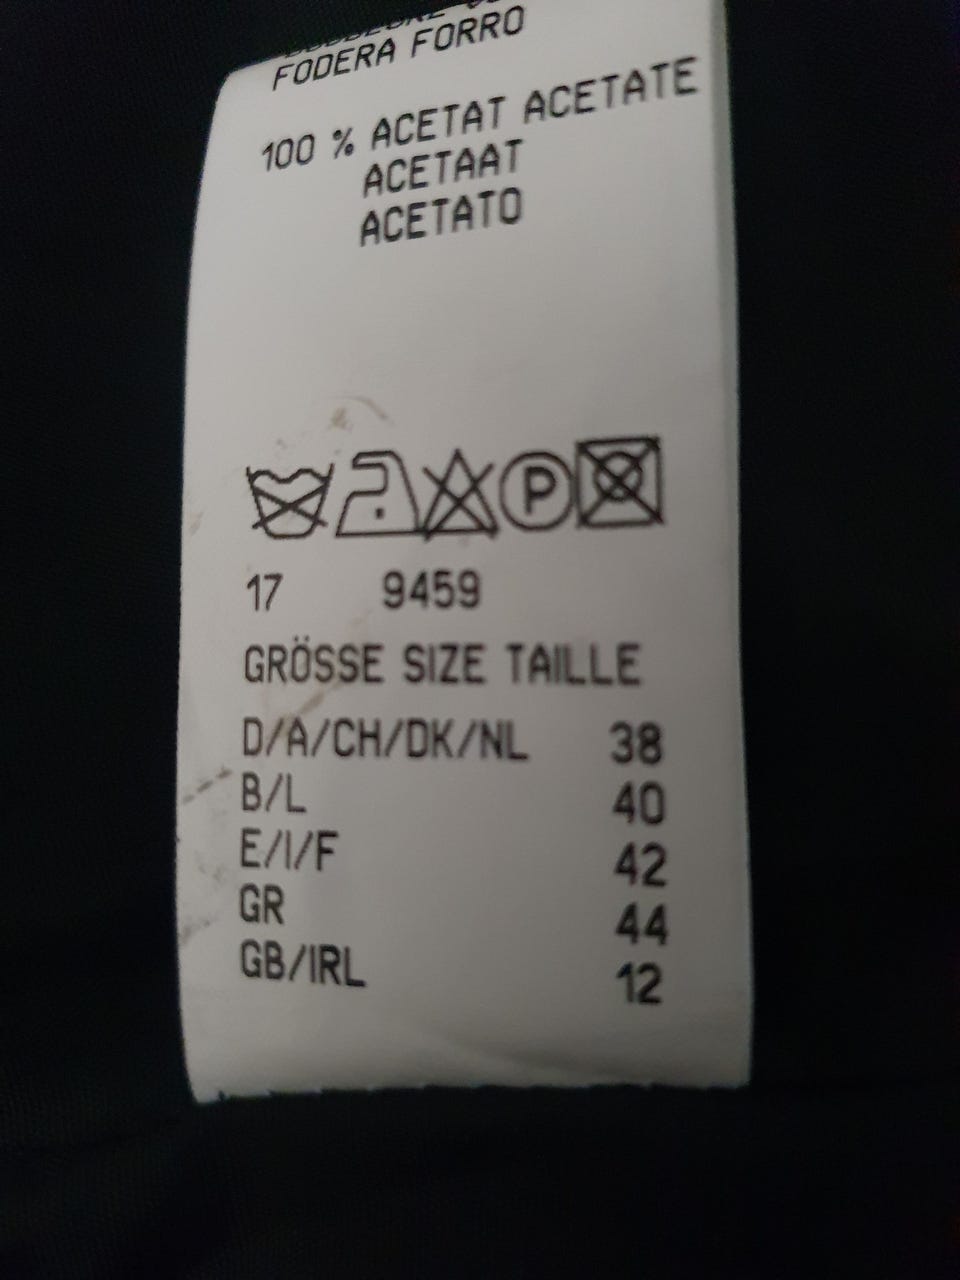 FODERA FORRO
100 % ACETAT ACETATE
ACETAAT
ACETATO
P
17 9459
GRÖSSE SIZE TAILLE
D/A/CH/DK/NL 38
B/L 40
E/I/F 42
GR 44
GB/IRL 12